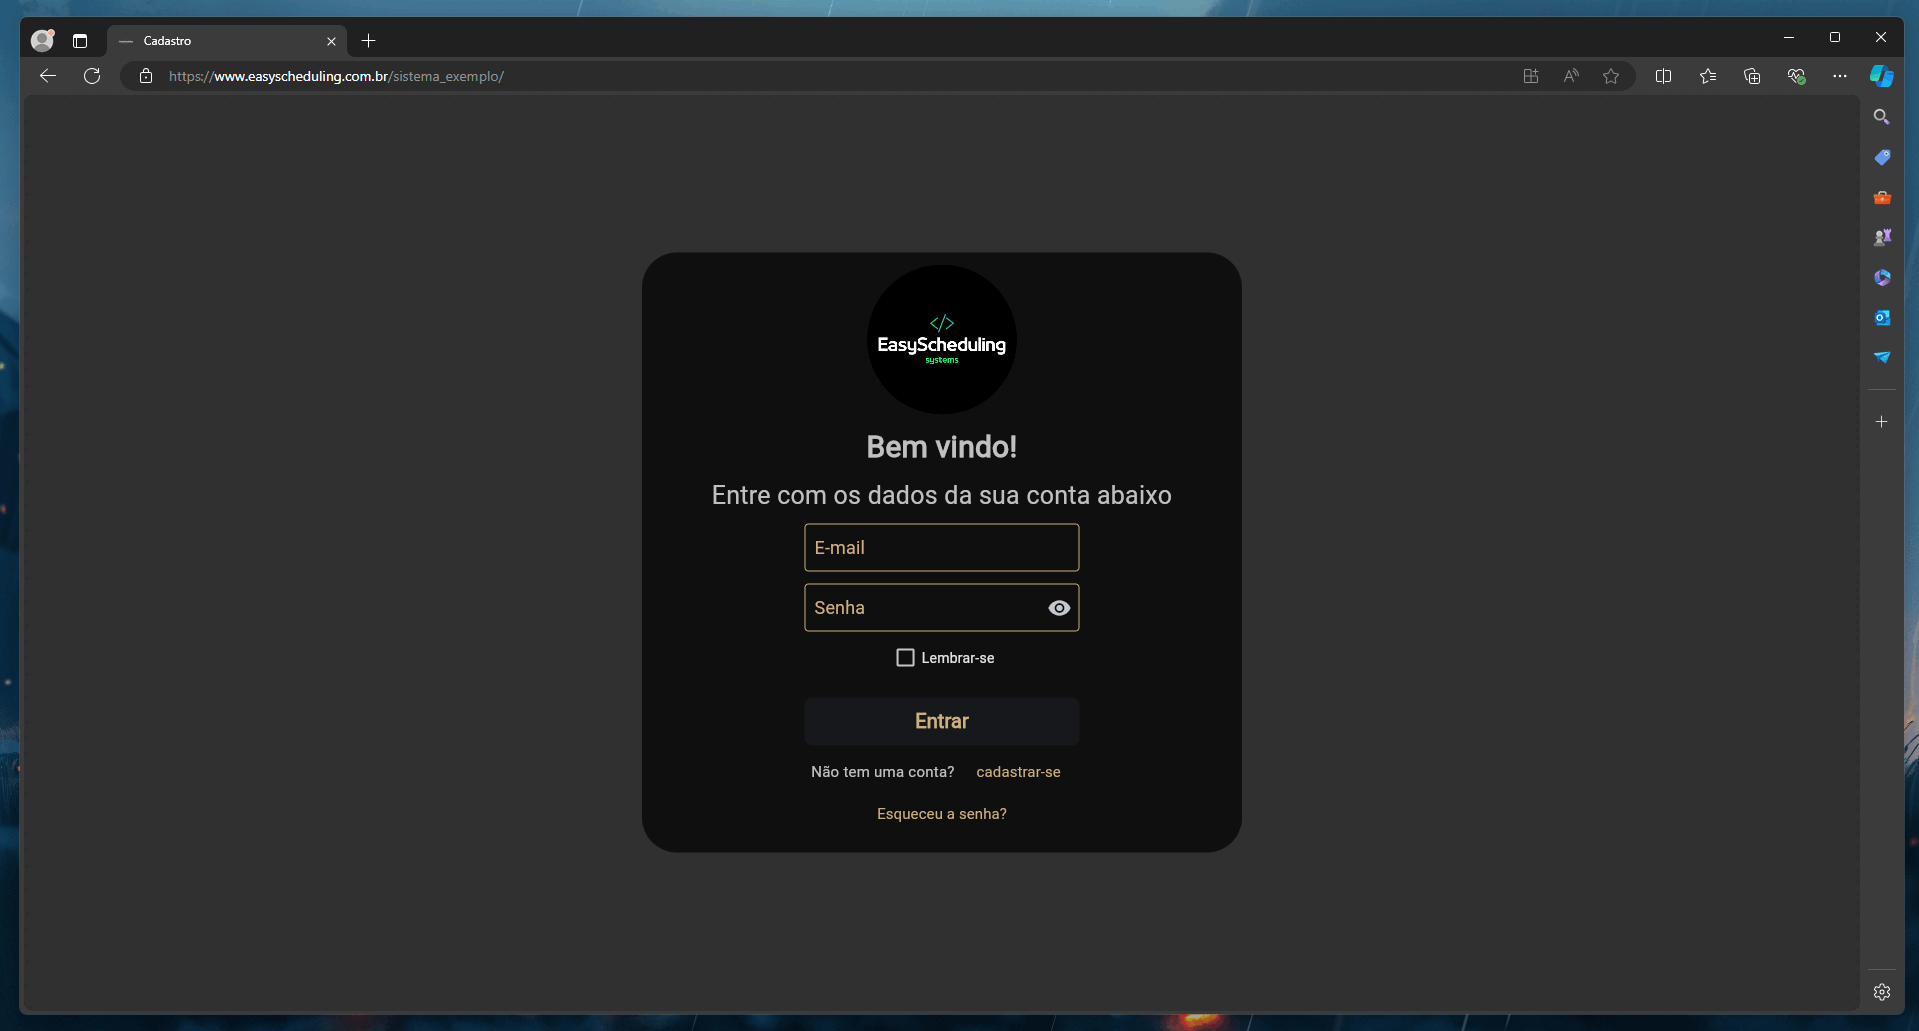 Cadastro
https://www.easyscheduling.com.br/sistema_exemplo/
</>
EasyScheduling
systems
Bem vindo!
Entre com os dados da sua conta abaixo
E-mail
Senha
Lembrar-se
Entrar
Não tem uma conta? cadastrar-se
Esqueceu a senha?